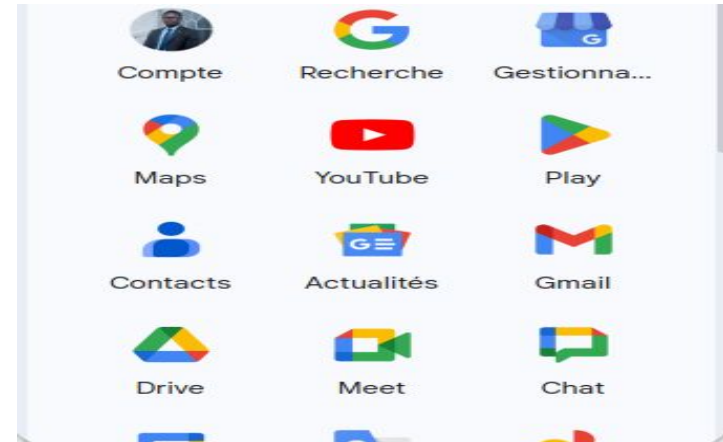 Compte Recherche Gestionna...
Maps YouTube Play
Contacts Actualités Gmail
Drive Meet Chat